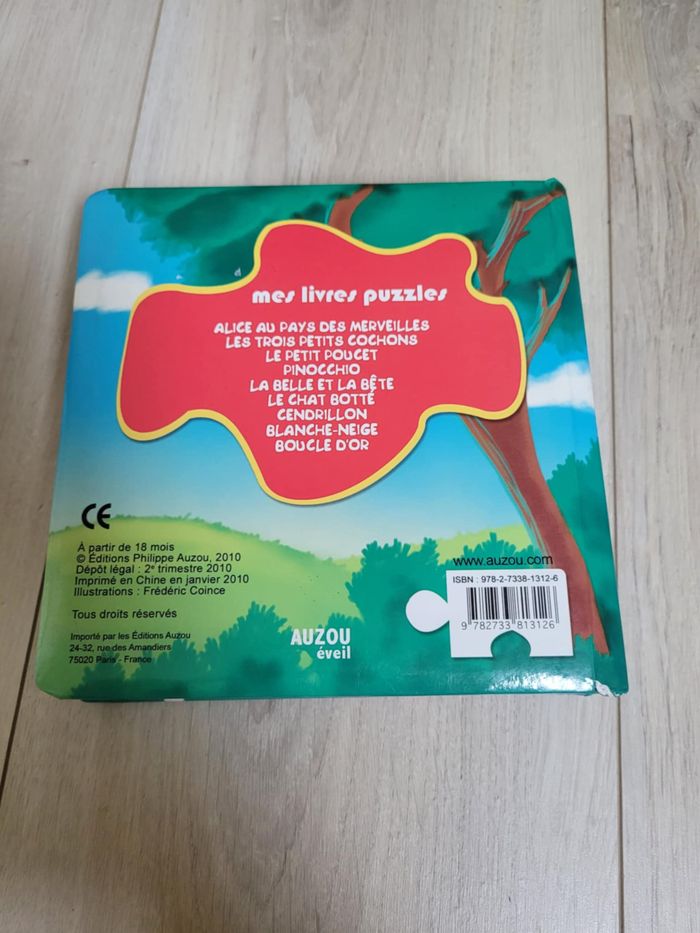 mes livres puzzles
ALICE AU PAYS DES MERVEILLES
LES TROIS PETITS COCHONS
LE PETIT POUCET
PINOCCHIO
LA BELLE ET LA BÊTE
LE CHAT BOTTÉ
CENDRILLON
BLANCHE-NEIGE
BOUCLE D'OR
CE
À partir de 18 mois
© Éditions Philippe Auzou, 2010
Dépôt légal : 2e trimestre 2010
Imprimé en Chine en janvier 2010
Illustrations : Frédéric Coince
Tous droits réservés
Importé par les Éditions Auzou
24-32, rue des Amandiers
75020 Paris - France
AUZOU
éveil
www.auzou.com
ISBN : 978-2-7338-1312-6
9 782733 813126